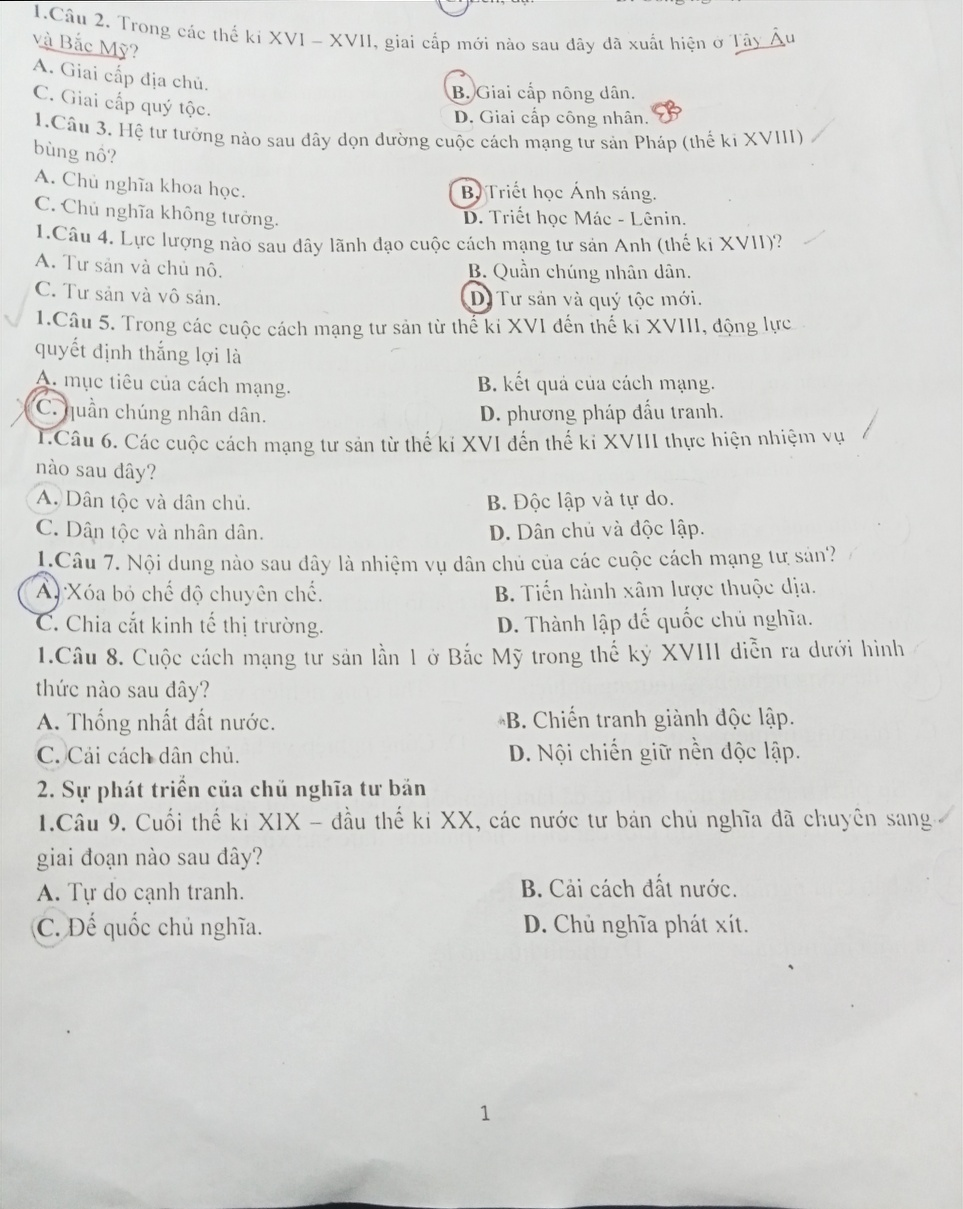 1.Câu 2. Trong các thế kỉ XVI – XVII, giai cấp mới nào sau đây đã xuất hiện ở Tây Âu
và Bắc Mỹ?
A. Giai cấp địa chủ.
B. Giai cấp nông dân.
C. Giai cấp quý tộc.
D. Giai cấp công nhân.
1.Câu 3. Hệ tư tưởng nào sau đây dọn đường cuộc cách mạng tư sản Pháp (thế kỉ XVIII)
bùng nổ?
A. Chủ nghĩa khoa học.
B. Triết học Ánh sáng.
C. Chủ nghĩa không tưởng.
D. Triết học Mác - Lênin.
1.Câu 4. Lực lượng nào sau đây lãnh đạo cuộc cách mạng tư sản Anh (thế kỉ XVII)?
A. Tư sản và chủ nô.
B. Quần chúng nhân dân.
C. Tư sản và vô sản.
D. Tư sản và quý tộc mới.
1.Câu 5. Trong các cuộc cách mạng tư sản từ thế kỉ XVI đến thế kỉ XVIII, động lực
quyết định thắng lợi là
A. mục tiêu của cách mạng.
B. kết quả của cách mạng.
C. quần chúng nhân dân.
D. phương pháp đấu tranh.
1.Câu 6. Các cuộc cách mạng tư sản từ thế kỉ XVI đến thế kỉ XVIII thực hiện nhiệm vụ
nào sau đây?
A. Dân tộc và dân chủ.
B. Độc lập và tự do.
C. Dân tộc và nhân dân.
D. Dân chủ và độc lập.
1.Câu 7. Nội dung nào sau đây là nhiệm vụ dân chủ của các cuộc cách mạng tư sản?
A. Xóa bỏ chế độ chuyên chế.
B. Tiến hành xâm lược thuộc địa.
C. Chia cắt kinh tế thị trường.
D. Thành lập đế quốc chủ nghĩa.
1.Câu 8. Cuộc cách mạng tư sản lần 1 ở Bắc Mỹ trong thế kỷ XVIII diễn ra dưới hình
thức nào sau đây?
A. Thống nhất đất nước.
B. Chiến tranh giành độc lập.
C. Cải cách dân chủ.
D. Nội chiến giữ nền độc lập.
2. Sự phát triển của chủ nghĩa tư bản
1.Câu 9. Cuối thế kỉ XIX – đầu thế kỉ XX, các nước tư bản chủ nghĩa đã chuyển sang
giai đoạn nào sau đây?
A. Tự do cạnh tranh.
B. Cải cách đất nước.
C. Đế quốc chủ nghĩa.
D. Chủ nghĩa phát xít.
1